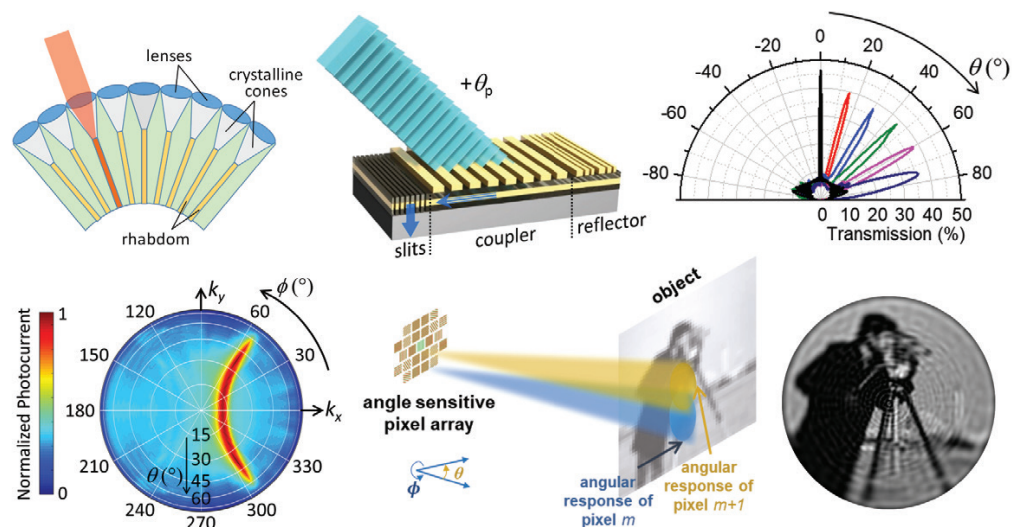 lenses
crystalline
cones
rhabdom
+θp
slits
coupler
reflector
0
-20
20
-40
40
θ(°)
-60
60
-80
80
0 10 20 30 40 50
Transmission (%)
Normalized Photocurrent
1
0
ky
ϕ(°)
120
60
150
30
180
kx
15
30
45
60
θ(°)
210
330
240
270
300
angle sensitive
pixel array
ϕ
θ
object
angular
response of
pixel m
angular
response of
pixel m+1